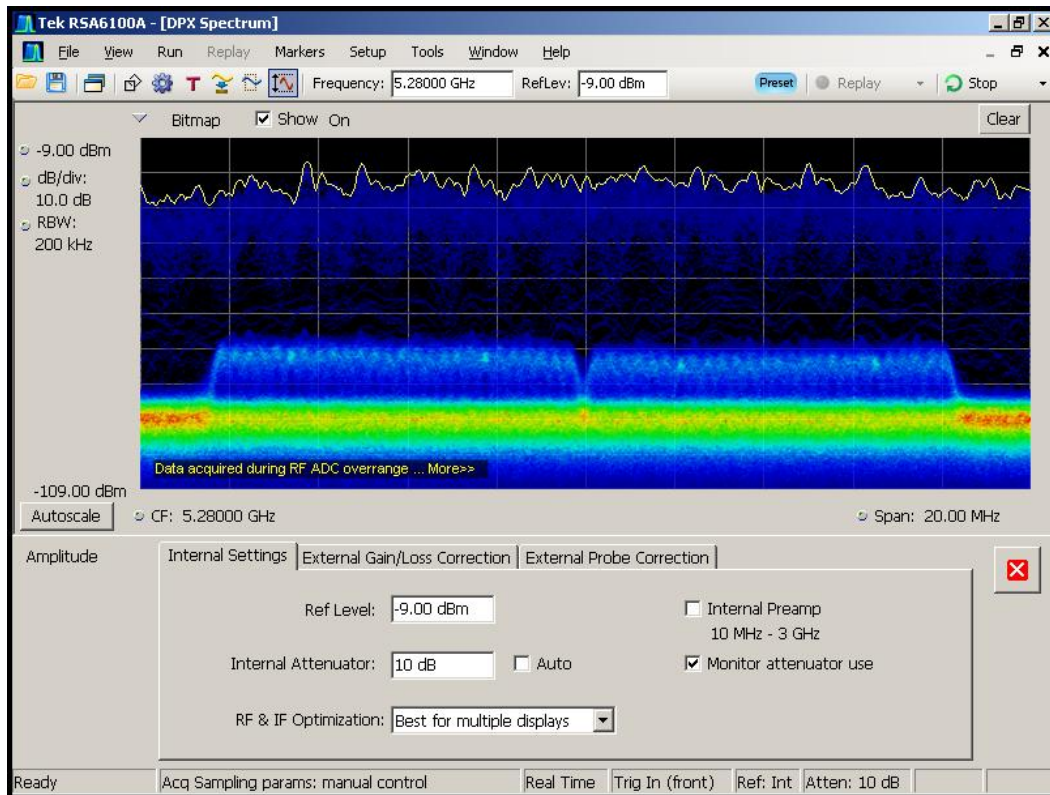 Tek RSA6100A - [DPX Spectrum]
File View Run Replay Markers Setup Tools Window Help
T Frequency: 5.28000 GHz RefLev: -9.00 dBm Preset Replay Stop
Bitmap Show On Clear
-9.00 dBm
dB/div:
10.0 dB
RBW:
200 kHz
Data acquired during RF ADC overrange ... More>>
-109.00 dBm
Autoscale CF: 5.28000 GHz Span: 20.00 MHz
Amplitude Internal Settings External Gain/Loss Correction External Probe Correction
Ref Level: -9.00 dBm Internal Preamp
10 MHz - 3 GHz
Internal Attenuator: 10 dB Auto Monitor attenuator use
RF & IF Optimization: Best for multiple displays
Ready Acq Sampling params: manual control Real Time Trig In (front) Ref: Int Atten: 10 dB